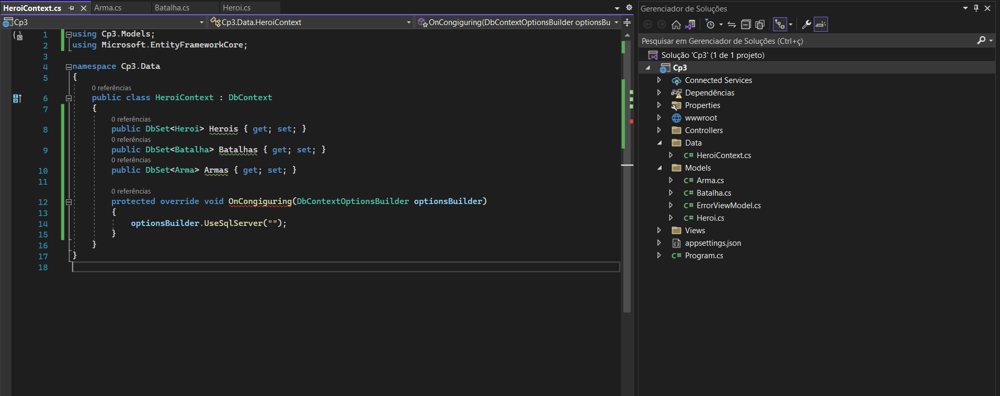 HeroiContext.cs
Arma.cs
Batalha.cs
Heroi.cs
Cp3
Cp3.Data.HeroiContext
OnCongiguring(DbContextOptionsBuilder optionsBu
1 using Cp3.Models;
2 using Microsoft.EntityFrameworkCore;
3
4 namespace Cp3.Data
5 {
0 referências
6 public class HeroiContext : DbContext
7 {
0 referências
8 public DbSet<Heroi> Herois { get; set; }
0 referências
9 public DbSet<Batalha> Batalhas { get; set; }
0 referências
10 public DbSet<Arma> Armas { get; set; }
11
0 referências
12 protected override void OnCongiguring(DbContextOptionsBuilder optionsBuilder)
13 {
14 optionsBuilder.UseSqlServer("");
15 }
16 }
17 }
18
Gerenciador de Soluções
Pesquisar em Gerenciador de Soluções (Ctrl+ç)
Solução 'Cp3' (1 de 1 projeto)
Cp3
Connected Services
Dependências
Properties
wwwroot
Controllers
Data
C# HeroiContext.cs
Models
C# Arma.cs
C# Batalha.cs
C# ErrorViewModel.cs
C# Heroi.cs
Views
appsettings.json
C# Program.cs